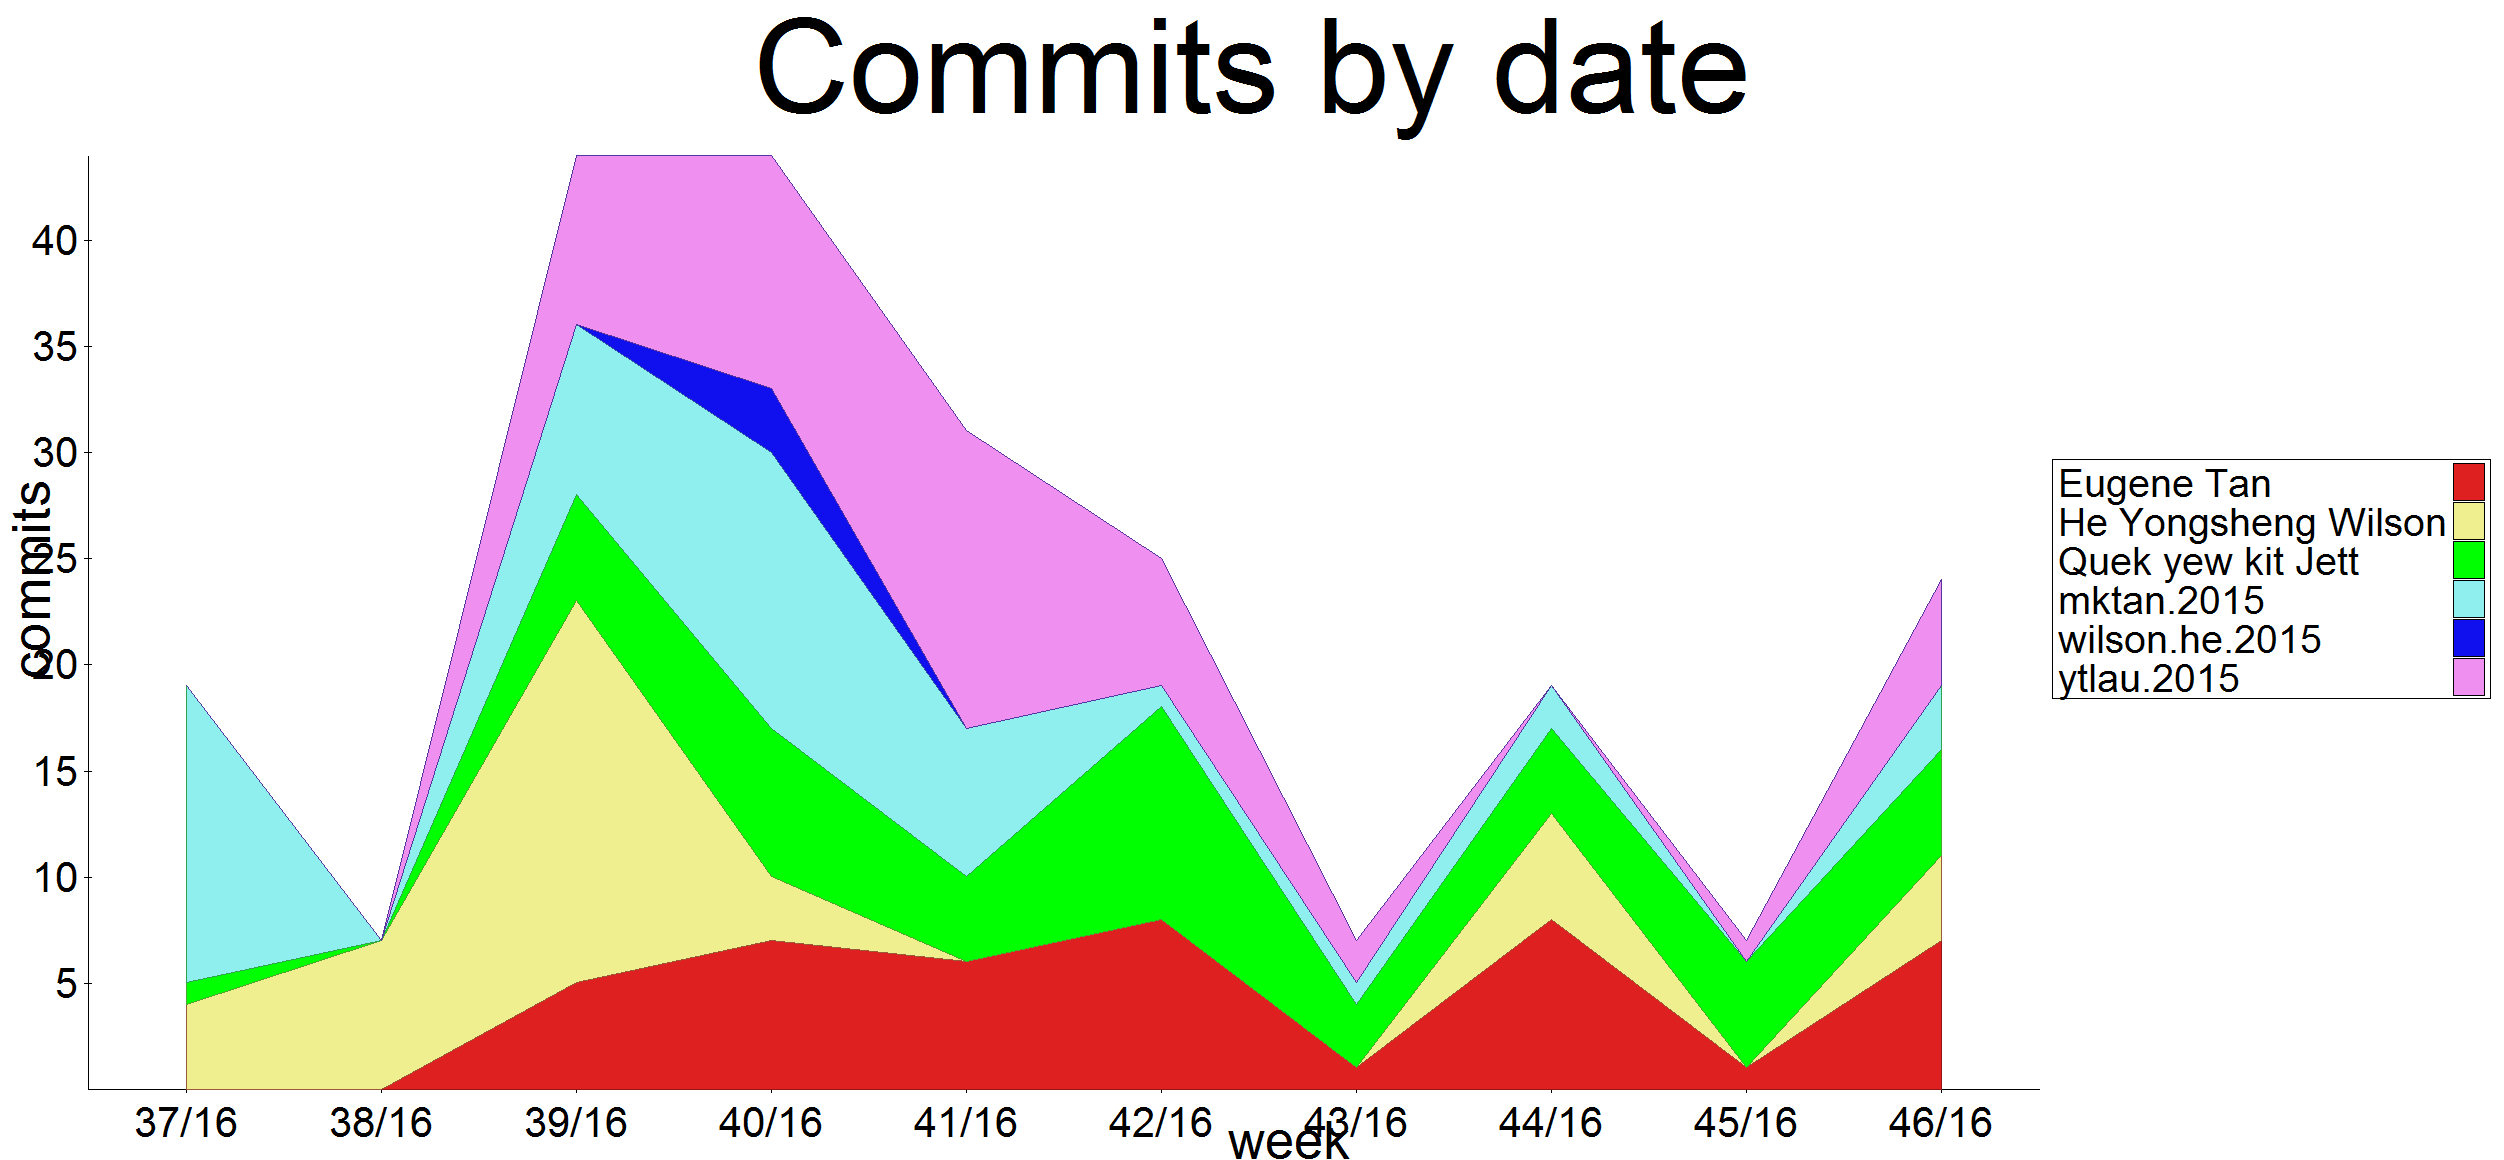 Commits by date
commits
40
35
30
25
20
15
10
5
37/16
38/16
39/16
40/16
41/16
42/16
43/16
44/16
45/16
46/16
week
Eugene Tan
He Yongsheng Wilson
Quek yew kit Jett
mktan.2015
wilson.he.2015
ytlau.2015